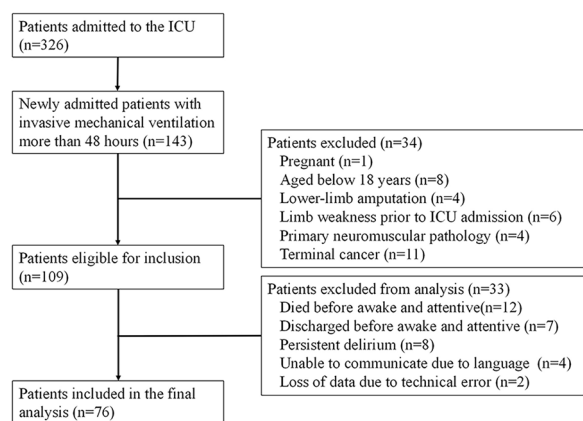 Patients admitted to the ICU
(n=326)
Newly admitted patients with
invasive mechanical ventilation
more than 48 hours (n=143)
Patients excluded (n=34)
Pregnant (n=1)
Aged below 18 years (n=8)
Lower-limb amputation (n=4)
Limb weakness prior to ICU admission (n=6)
Primary neuromuscular pathology (n=4)
Terminal cancer (n=11)
Patients eligible for inclusion
(n=109)
Patients excluded from analysis (n=33)
Died before awake and attentive(n=12)
Discharged before awake and attentive (n=7)
Persistent delirium (n=8)
Unable to communicate due to language (n=4)
Loss of data due to technical error (n=2)
Patients included in the final
analysis (n=76)